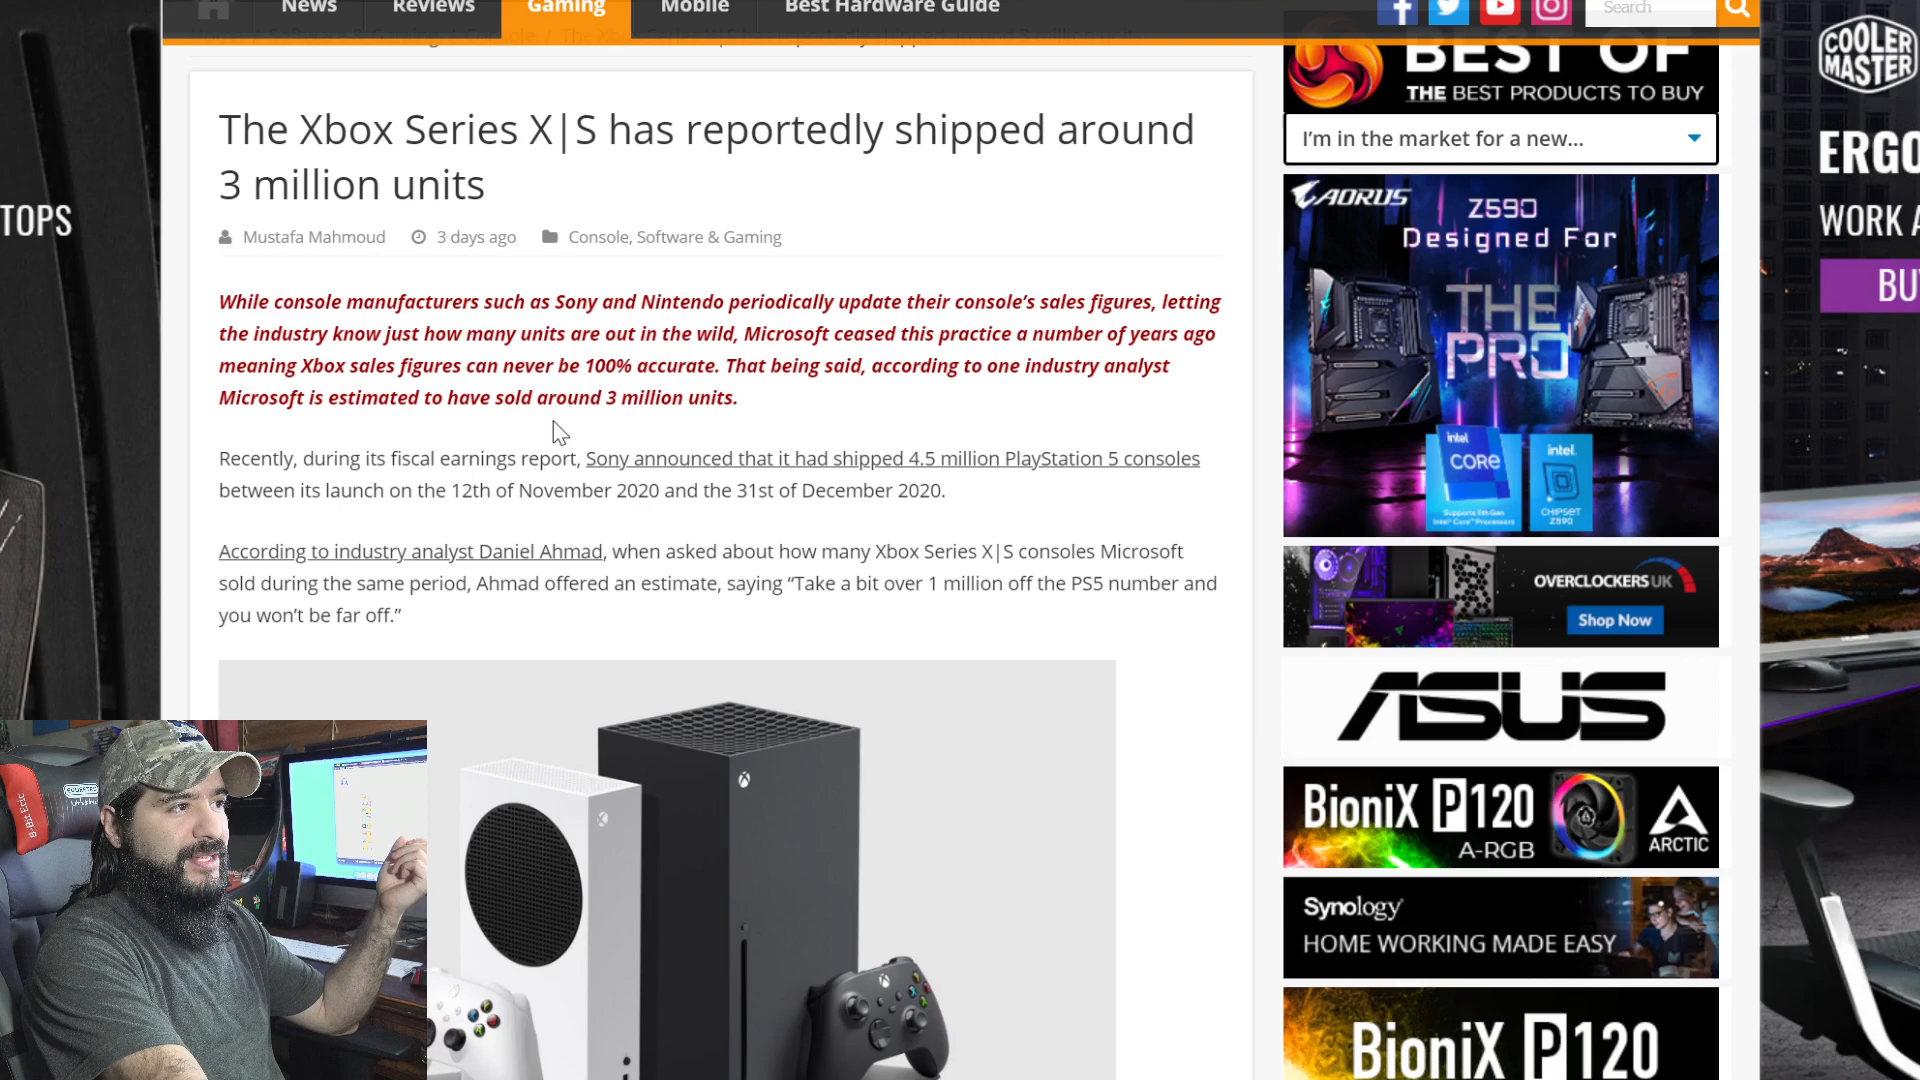 News
Reviews
Gaming
Mobile
Best Hardware Guide
Search
The Xbox Series X|S has reportedly shipped around
3 million units
Mustafa Mahmoud
3 days ago
Console, Software & Gaming
While console manufacturers such as Sony and Nintendo periodically update their console's sales figures, letting
the industry know just how many units are out in the wild, Microsoft ceased this practice a number of years ago
meaning Xbox sales figures can never be 100% accurate. That being said, according to one industry analyst
Microsoft is estimated to have sold around 3 million units.
Recently, during its fiscal earnings report, Sony announced that it had shipped 4.5 million PlayStation 5 consoles
between its launch on the 12th of November 2020 and the 31st of December 2020.
According to industry analyst Daniel Ahmad, when asked about how many Xbox Series X|S consoles Microsoft
sold during the same period, Ahmad offered an estimate, saying “Take a bit over 1 million off the PS5 number and
you won't be far off.”
BEST OF
THE BEST PRODUCTS TO BUY
I'm in the market for a new...
AORUS
Z590
Designed For
THE
PRO
intel
CORE
intel
CHIPSET
Z590
OVERCLOCKERS UK
Shop Now
ASUS
BioniX P120
A-RGB
ARCTIC
Synology
HOME WORKING MADE EASY
BioniX P120
TOPS
COOLER
MASTER
ERGO
WORK A
BU
8-Bit Eric